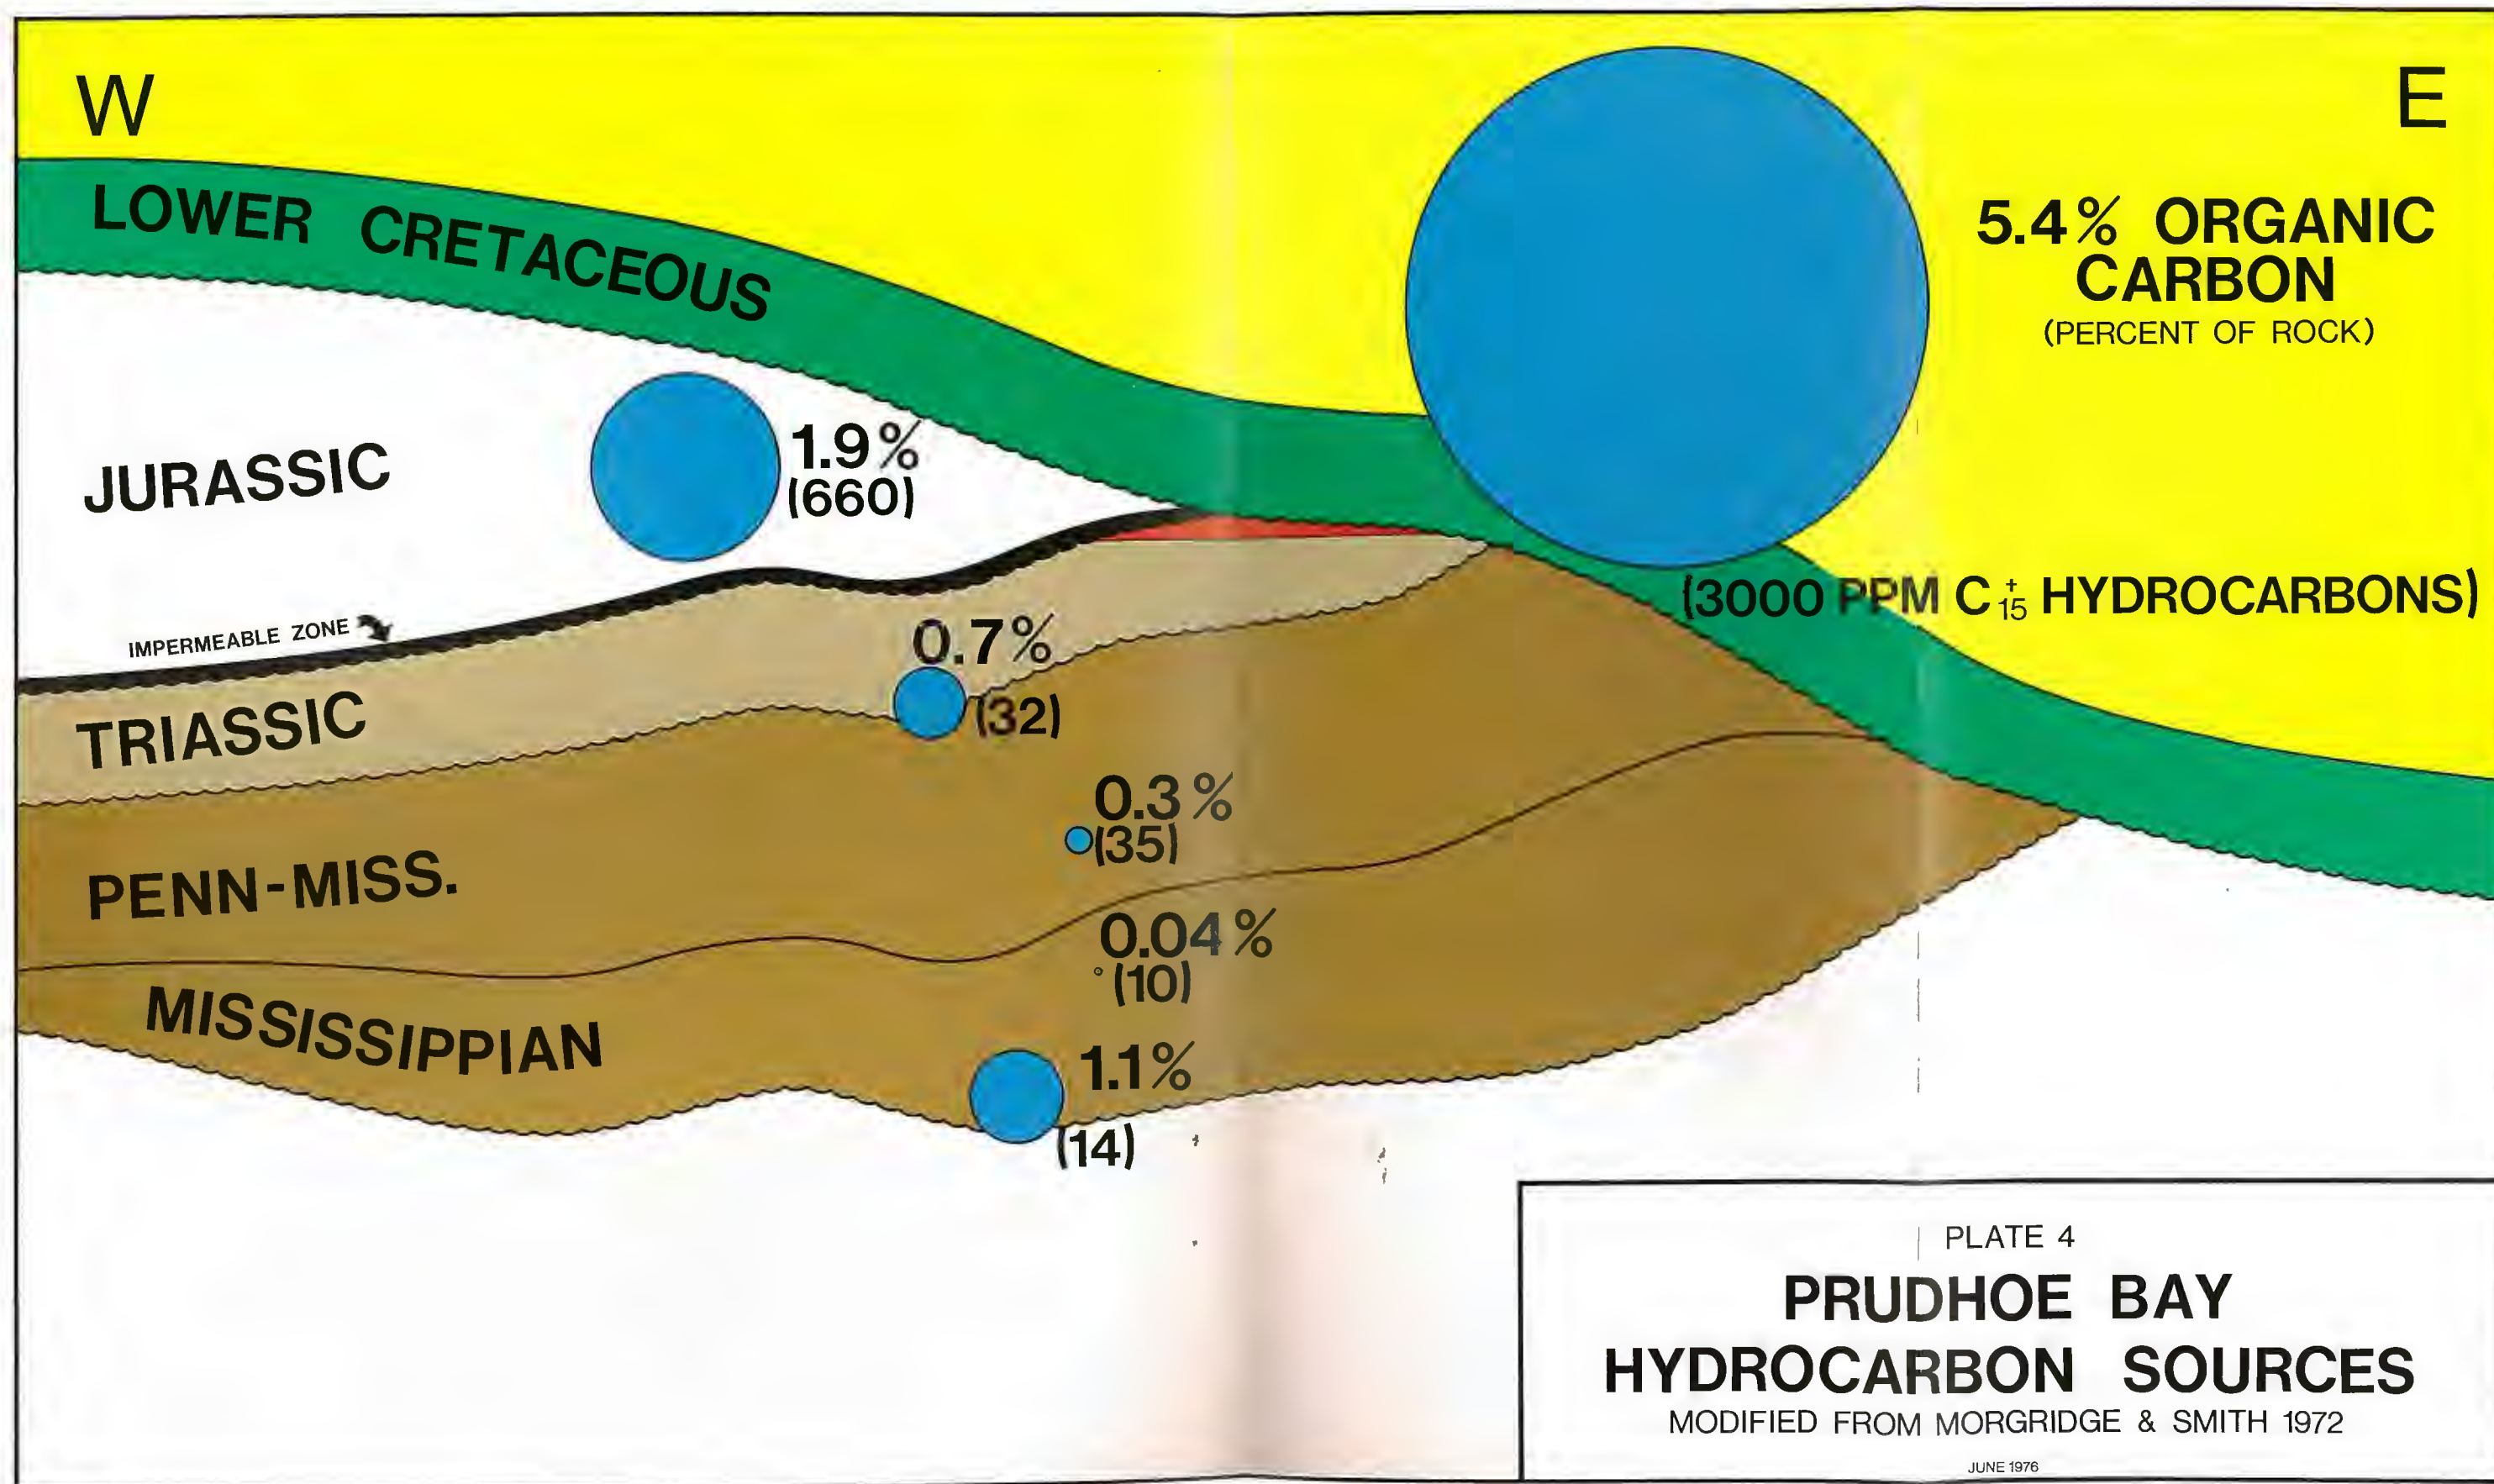 W
E
LOWER CRETACEOUS
5.4% ORGANIC
CARBON
(PERCENT OF ROCK)
JURASSIC
1.9%
(660)
(3000 PPM C15+ HYDROCARBONS)
IMPERMEABLE ZONE
0.7%
(32)
TRIASSIC
0.3%
(35)
PENN-MISS.
0.04%
(10)
MISSISSIPPIAN
1.1%
(14)
PLATE 4
PRUDHOE BAY
HYDROCARBON SOURCES
MODIFIED FROM MORGRIDGE & SMITH 1972
JUNE 1976